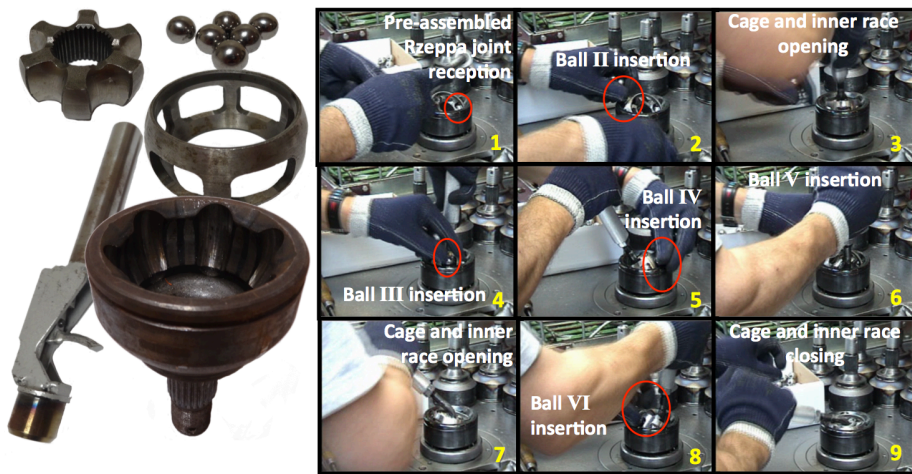 Pre-assembled
Rzeppa joint
reception
1
Ball II insertion
2
Cage and inner race
opening
3
Ball III insertion
4
Ball IV
insertion
5
Ball V insertion
6
Cage and inner
race opening
7
Ball VI
insertion
8
Cage and inner race
closing
9